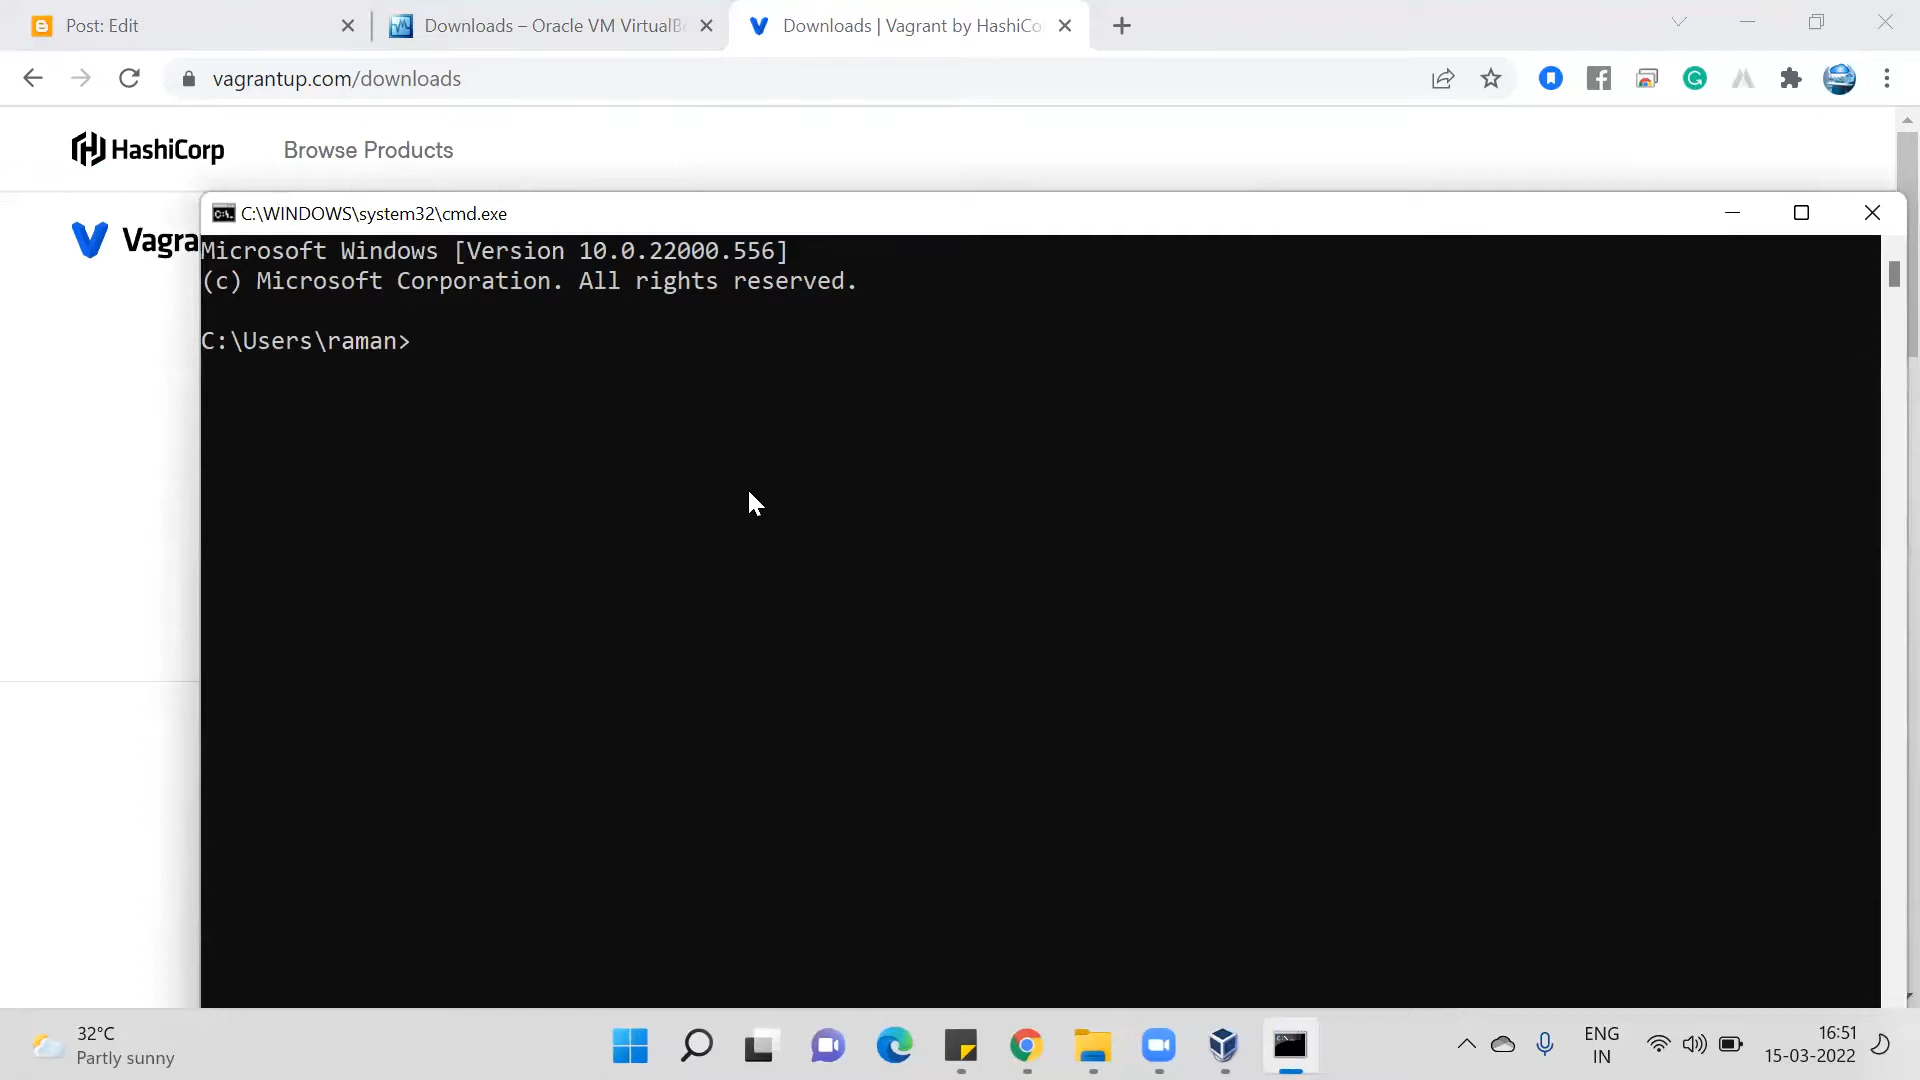 Post: Edit
Downloads – Oracle VM VirtualB
Downloads | Vagrant by HashiCo
vagrantup.com/downloads
HashiCorp
Browse Products
Vagra
C:\WINDOWS\system32\cmd.exe
Microsoft Windows [Version 10.0.22000.556]
(c) Microsoft Corporation. All rights reserved.
C:\Users\raman>
32°C
Partly sunny
ENG
IN
16:51
15-03-2022